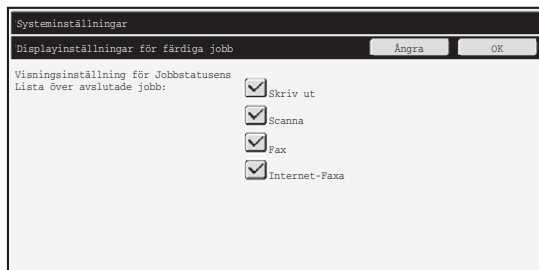 Systeminställningar
Displayinställningar för färdiga jobb
Ångra
OK
Visningsinställning för Jobbstatusens
Lista över avslutade jobb:
Skriv ut
Scanna
Fax
Internet-Faxa